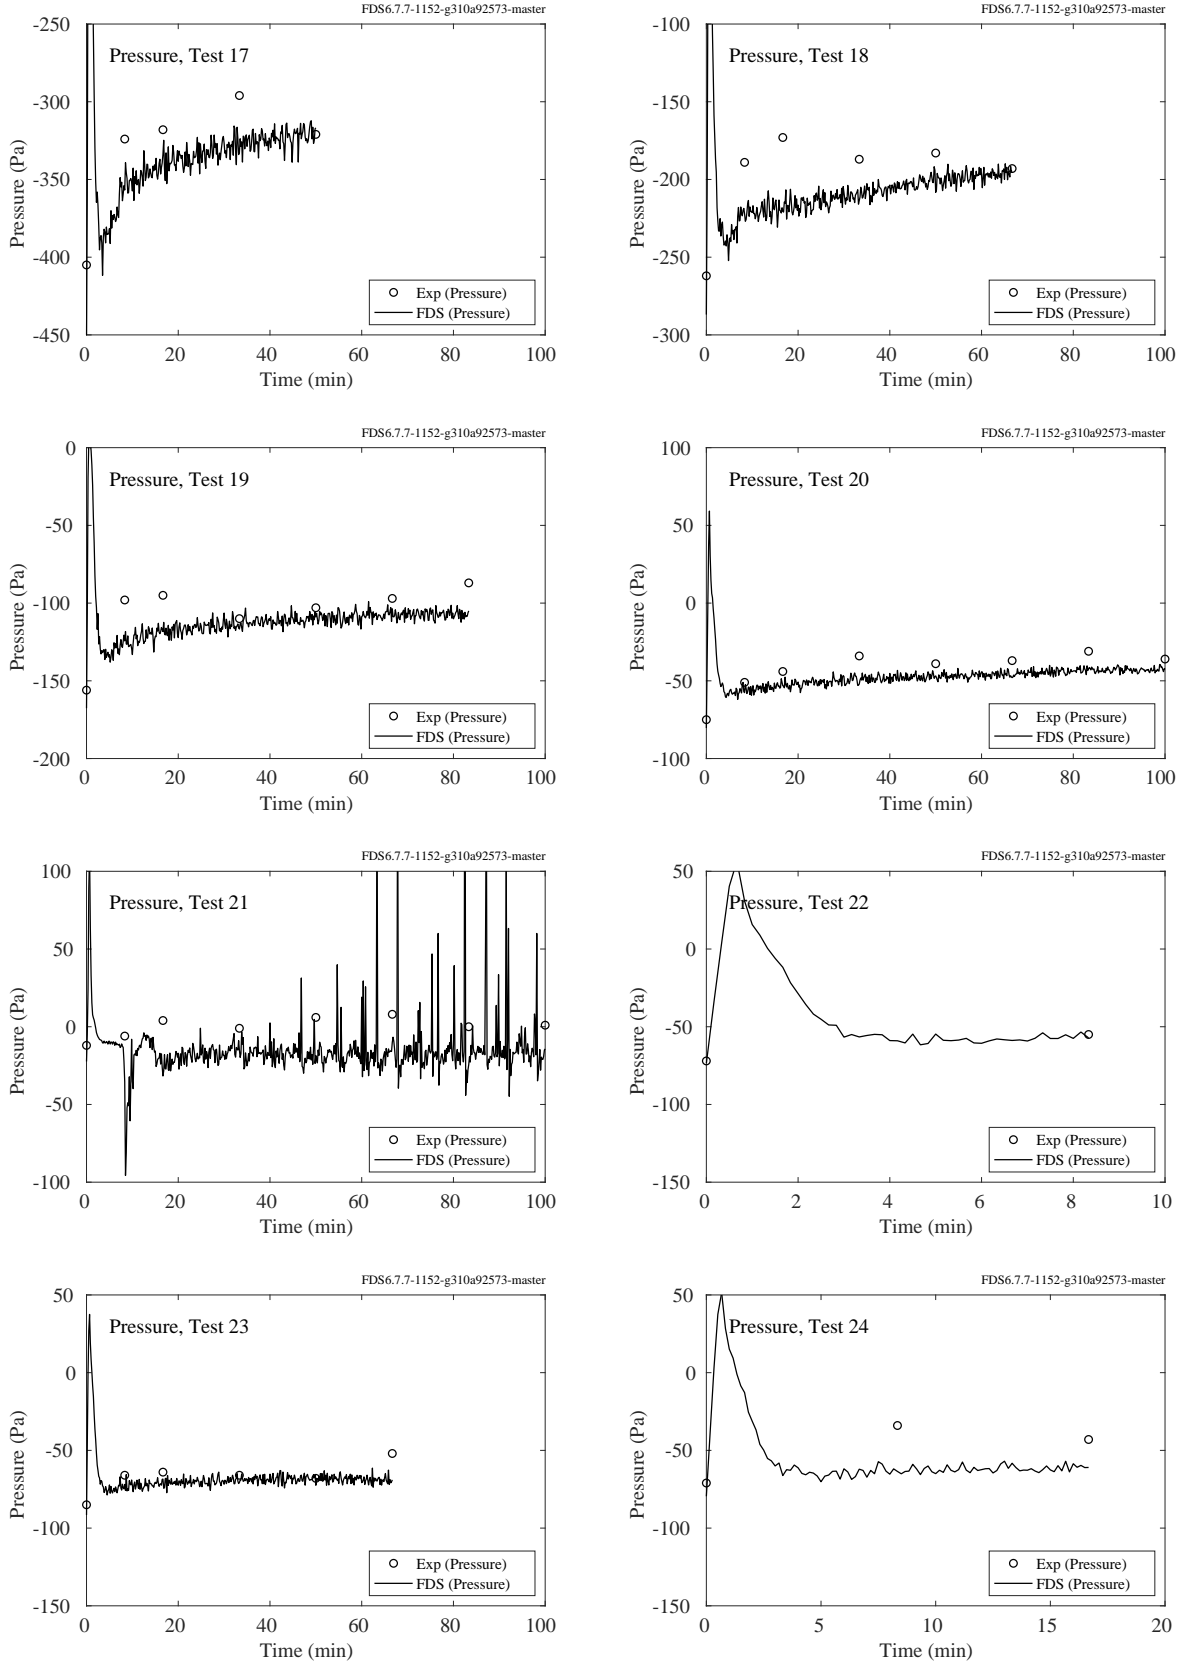 FDS6.7.7-1152-g310a92573-master
Pressure, Test 17
Pressure (Pa)
-250
-300
-350
-400
-450
0 20 40 60 80 100
Time (min)
Exp (Pressure)
FDS (Pressure)
FDS6.7.7-1152-g310a92573-master
Pressure, Test 18
Pressure (Pa)
-100
-150
-200
-250
-300
0 20 40 60 80 100
Time (min)
Exp (Pressure)
FDS (Pressure)
FDS6.7.7-1152-g310a92573-master
Pressure, Test 19
Pressure (Pa)
0
-50
-100
-150
-200
0 20 40 60 80 100
Time (min)
Exp (Pressure)
FDS (Pressure)
FDS6.7.7-1152-g310a92573-master
Pressure, Test 20
Pressure (Pa)
100
50
0
-50
-100
0 20 40 60 80 100
Time (min)
Exp (Pressure)
FDS (Pressure)
FDS6.7.7-1152-g310a92573-master
Pressure, Test 21
Pressure (Pa)
100
50
0
-50
-100
0 20 40 60 80 100
Time (min)
Exp (Pressure)
FDS (Pressure)
FDS6.7.7-1152-g310a92573-master
Pressure, Test 22
Pressure (Pa)
50
0
-50
-100
-150
0 2 4 6 8 10
Time (min)
Exp (Pressure)
FDS (Pressure)
FDS6.7.7-1152-g310a92573-master
Pressure, Test 23
Pressure (Pa)
50
0
-50
-100
-150
0 20 40 60 80 100
Time (min)
Exp (Pressure)
FDS (Pressure)
FDS6.7.7-1152-g310a92573-master
Pressure, Test 24
Pressure (Pa)
50
0
-50
-100
-150
0 5 10 15 20
Time (min)
Exp (Pressure)
FDS (Pressure)